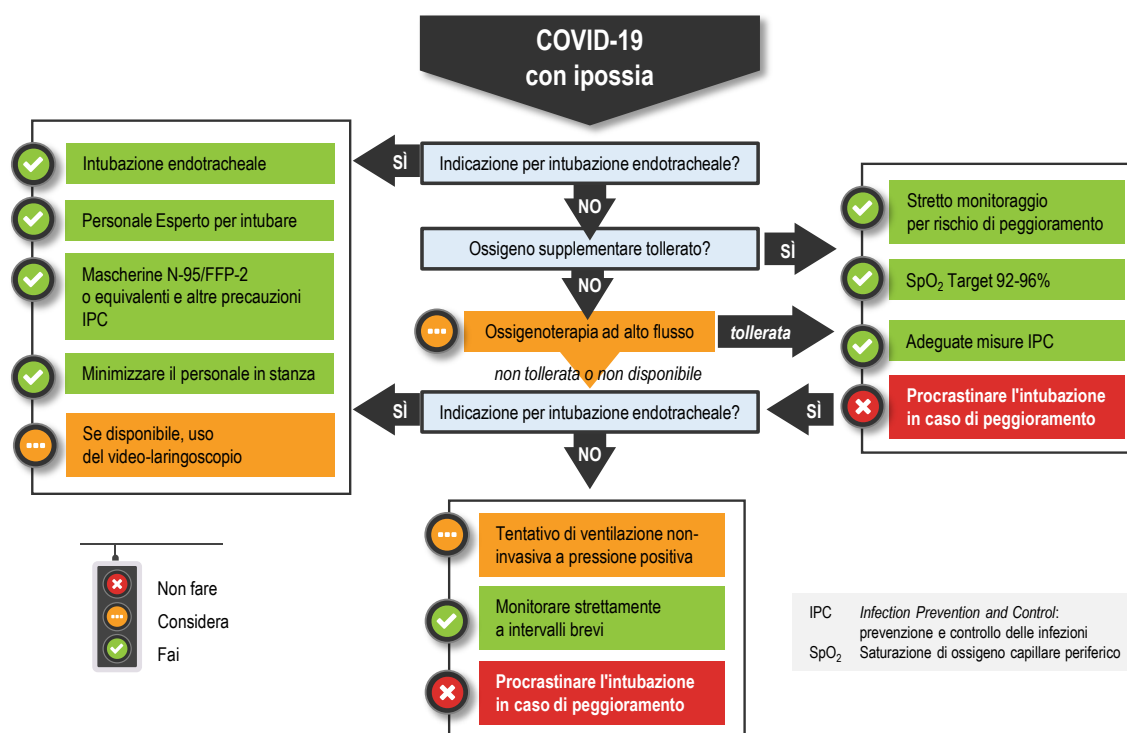 COVID-19
con ipossia
Indicazione per intubazione endotracheale?
SÌ
Intubazione endotracheale
Personale Esperto per intubare
Mascherine N-95/FFP-2
o equivalenti e altre precauzioni
IPC
Minimizzare il personale in stanza
Se disponibile, uso
del video-laringoscopio
NO
Ossigeno supplementare tollerato?
SÌ
Stretto monitoraggio
per rischio di peggioramento
SpO2 Target 92-96%
Adeguate misure IPC
Procrastinare l'intubazione
in caso di peggioramento
NO
Ossigenoterapia ad alto flusso
tollerata
non tollerata o non disponibile
SÌ
Indicazione per intubazione endotracheale?
SÌ
NO
Tentativo di ventilazione non-
invasiva a pressione positiva
Monitorare strettamente
a intervalli brevi
Procrastinare l'intubazione
in caso di peggioramento
Non fare
Considera
Fai
IPC Infection Prevention and Control:
prevenzione e controllo delle infezioni
SpO2 Saturazione di ossigeno capillare periferico